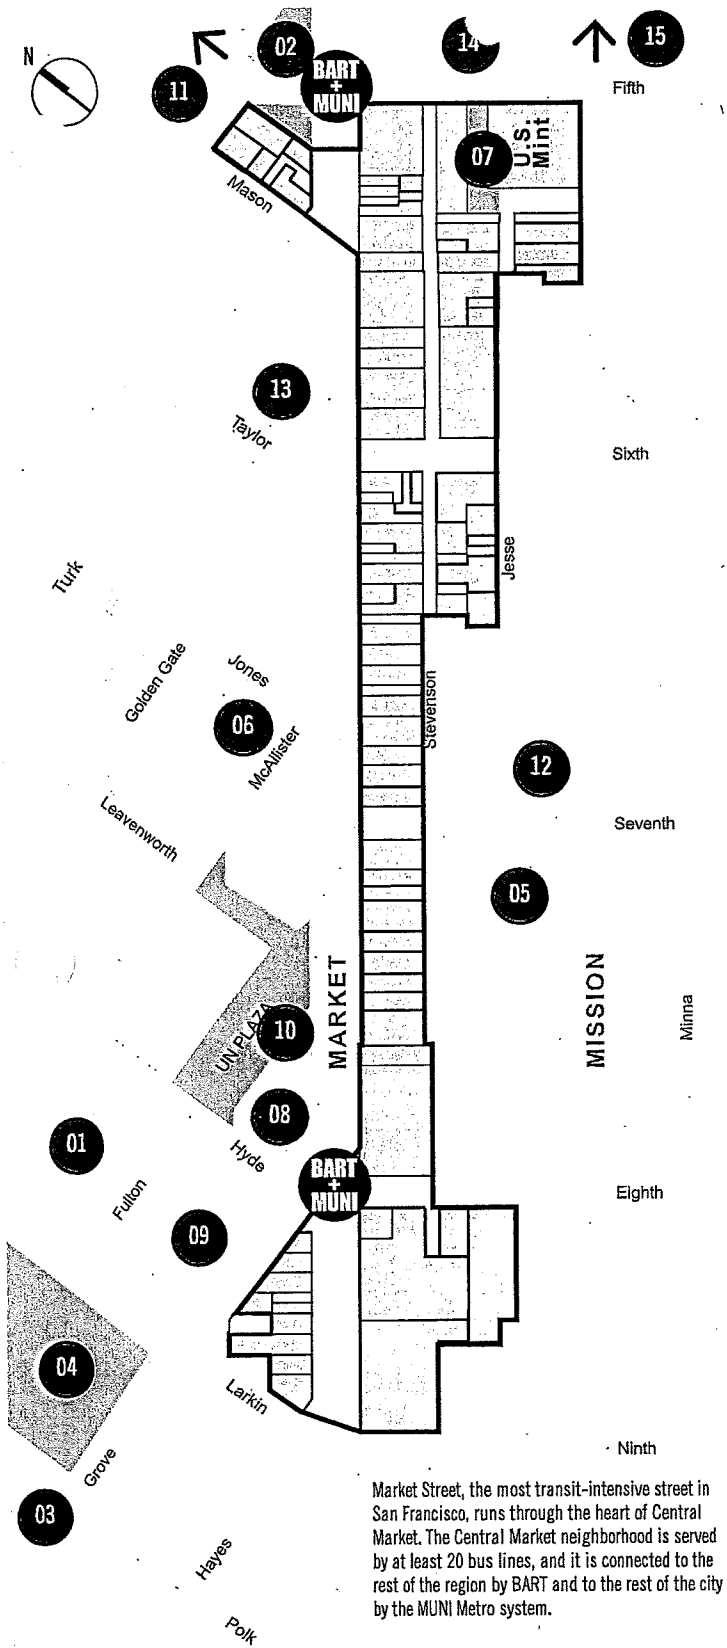 N
11
02
BART
+
MUNI
14
15
Fifth
07
U.S.
Mint
Mason
13
Taylor
Sixth
Jesse
Turk
Golden Gate
Jones
06
McAllister
Stevenson
12
Leavenworth
Seventh
05
MARKET
MISSION
Minna
UN PLAZA
10
08
01
Hyde
BART
+
MUNI
Fulton
Eighth
09
04
Larkin
Grove
Ninth
03
Hayes
Polk
Market Street, the most transit-intensive street in
San Francisco, runs through the heart of Central
Market. The Central Market neighborhood is served
by at least 20 bus lines, and it is connected to the
rest of the region by BART and to the rest of the city
by the MUNI Metro system.